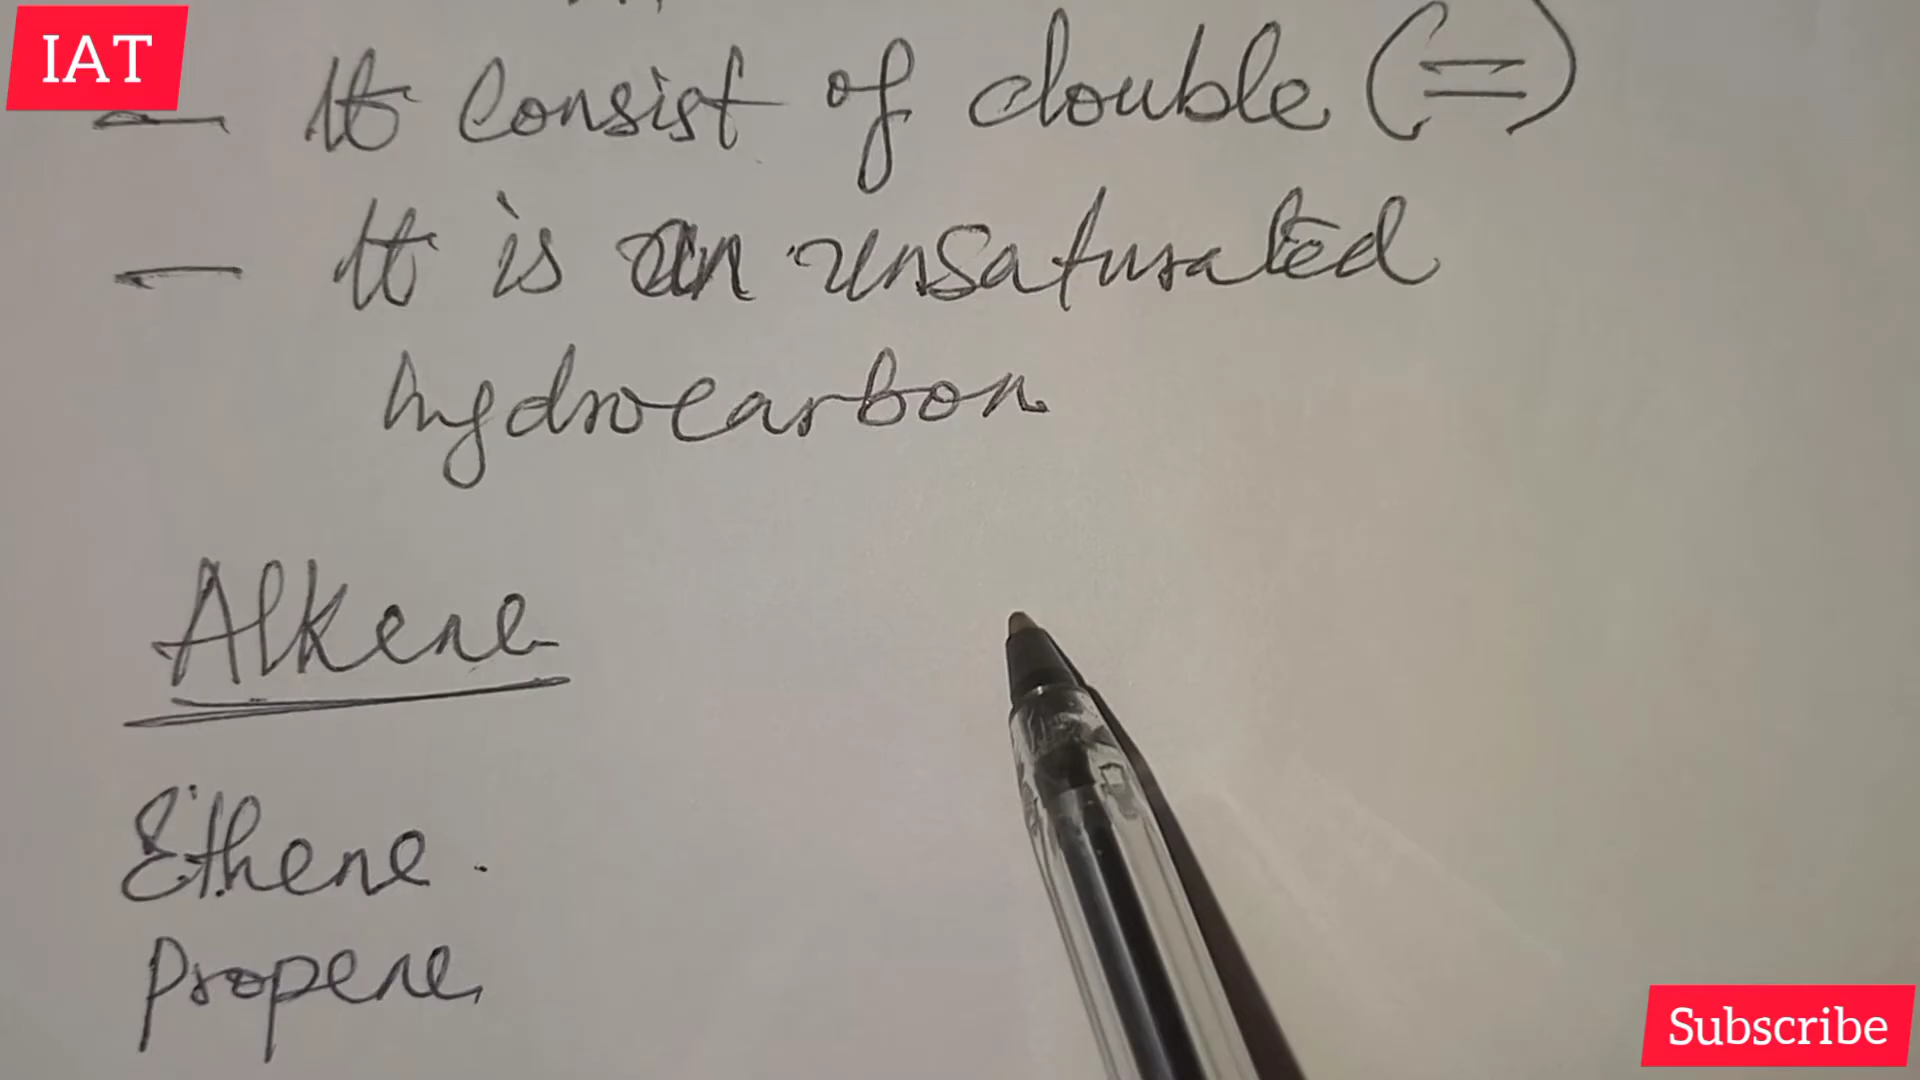 IAT
- It consist of double (=)
- It is an unsaturated
hydrocarbon
Alkene
Ethene.
Propene
Subscribe